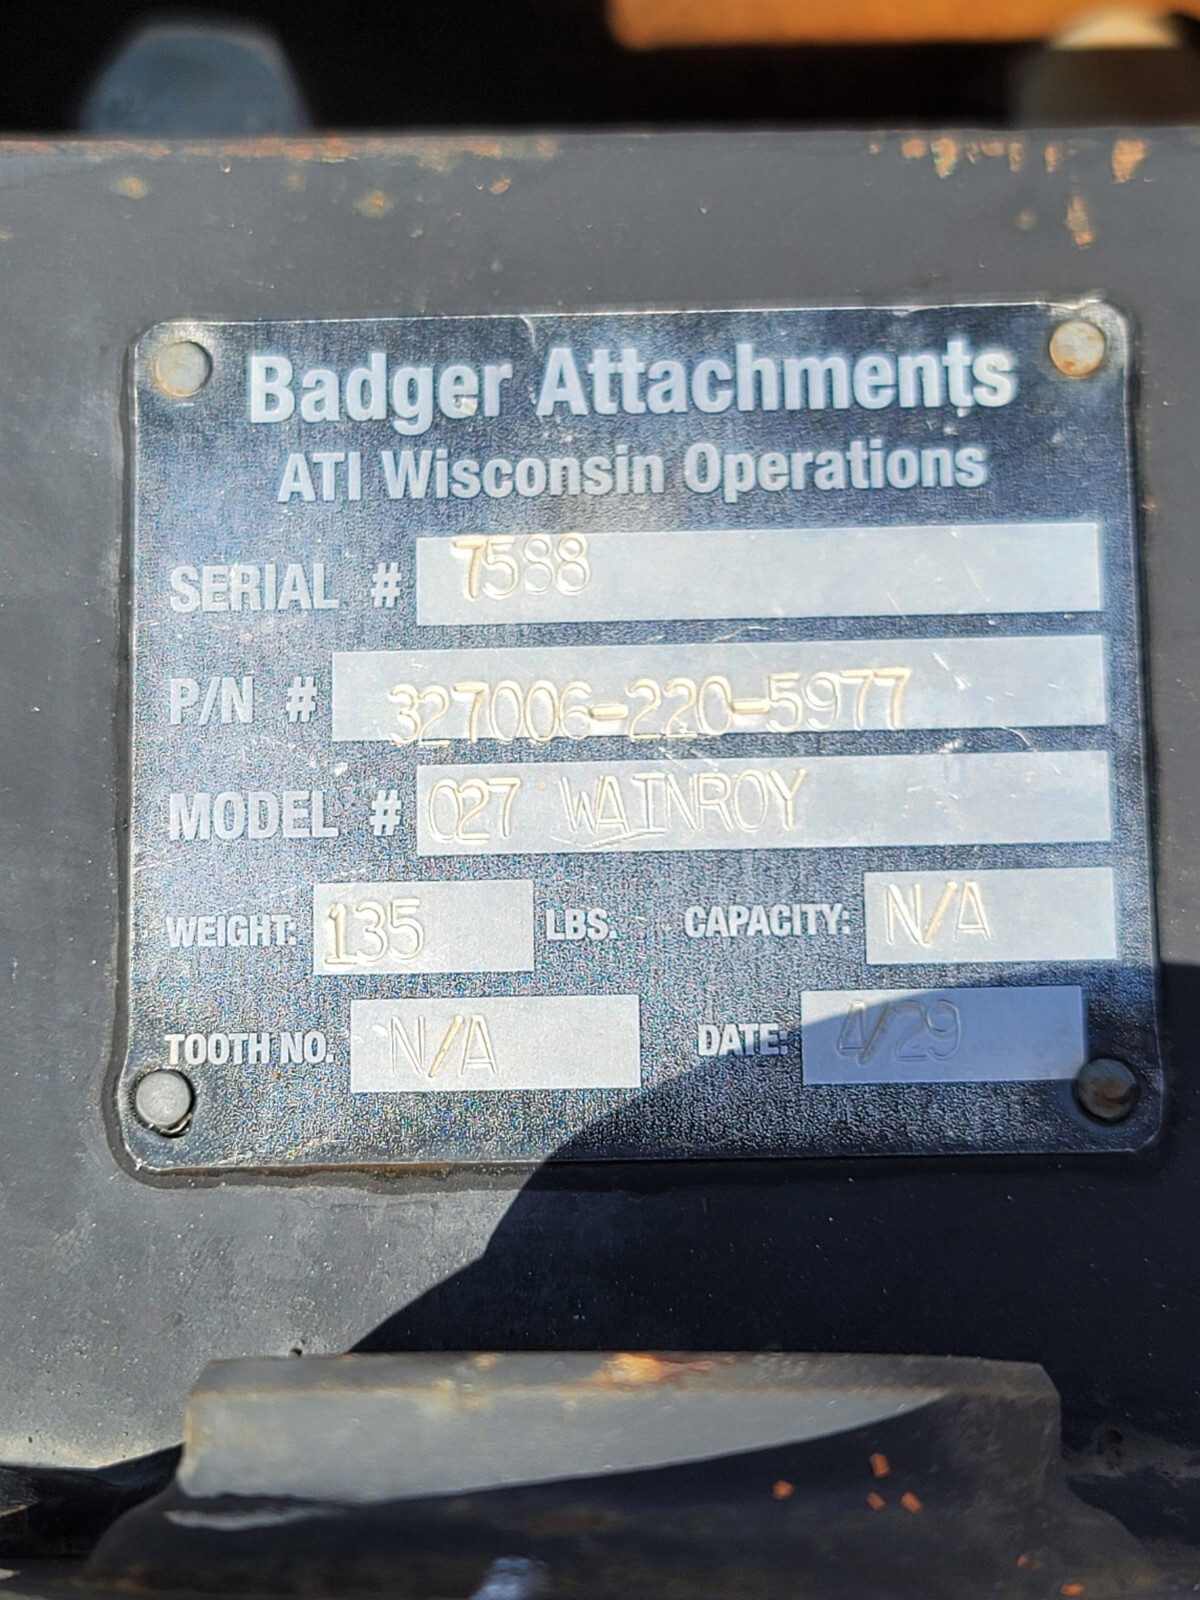 Badger Attachments
ATI Wisconsin Operations
SERIAL # 7588
P/N # 327006-220-5977
MODEL # 027 WAINROY
WEIGHT: 135 LBS. CAPACITY: N/A
TOOTH NO. N/A DATE: 4/29